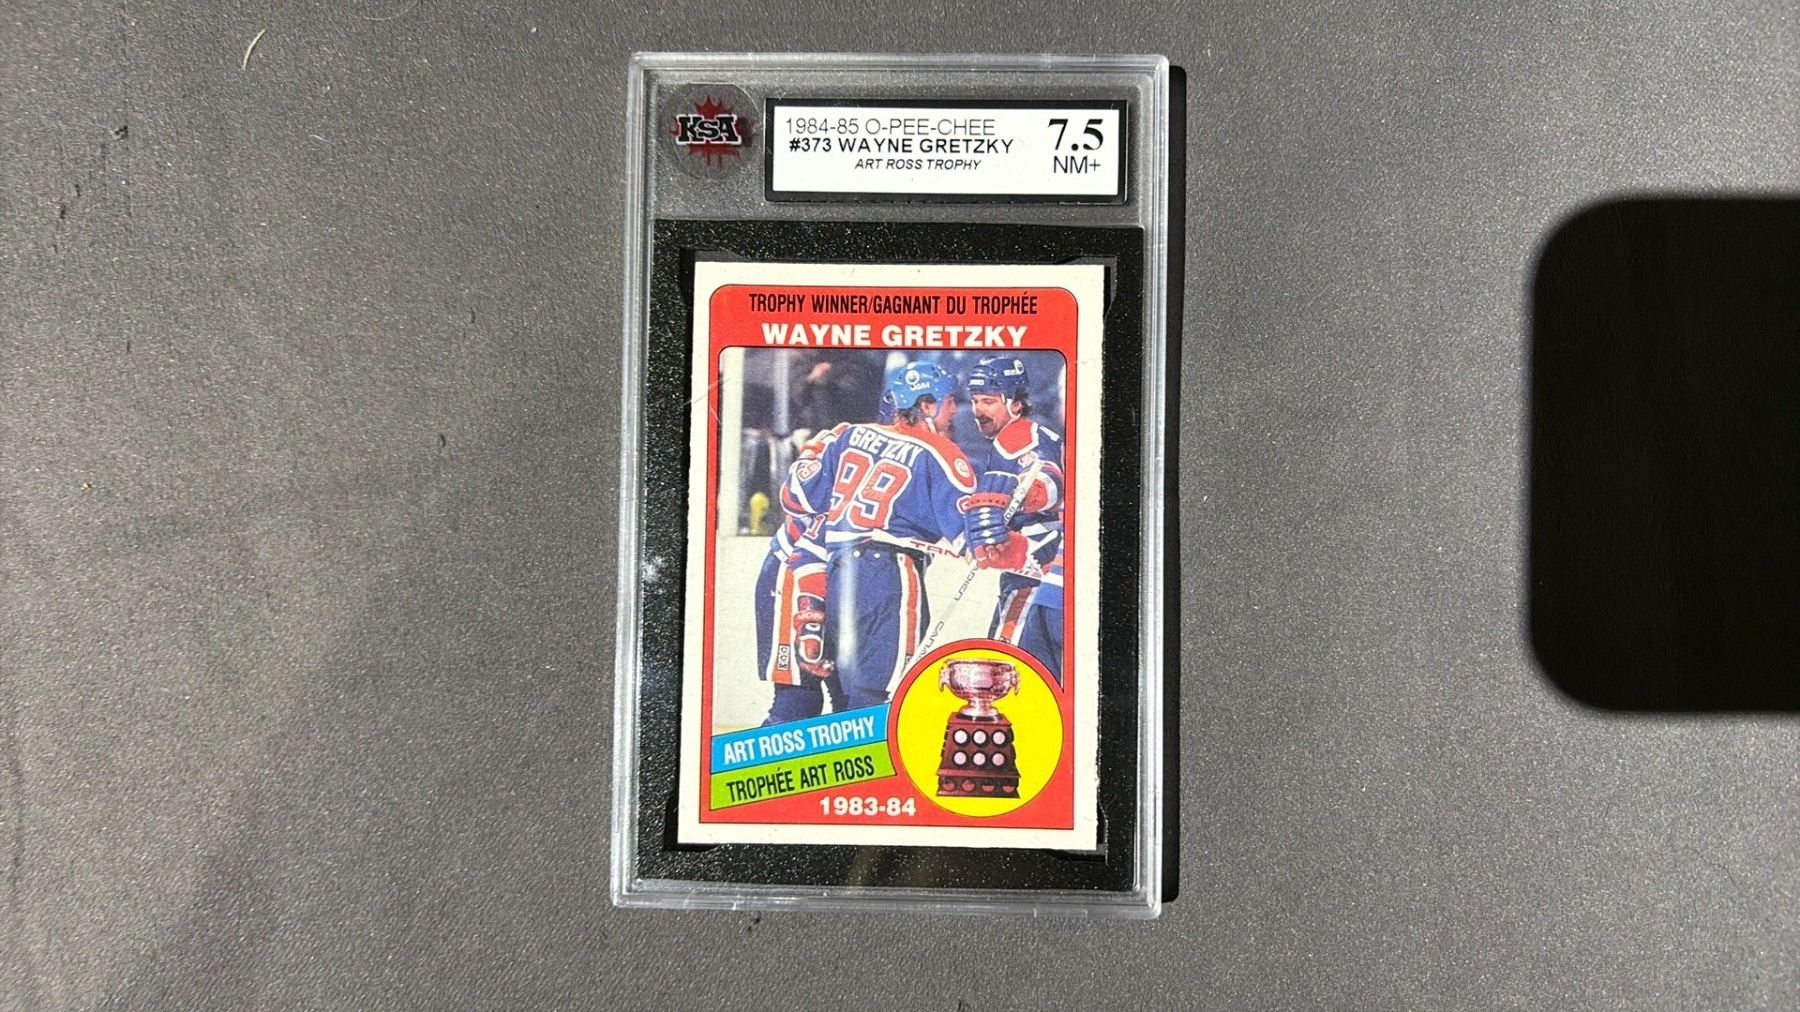 KSA
1984-85 O-PEE-CHEE
#373 WAYNE GRETZKY
ART ROSS TROPHY
7.5
NM+
TROPHY WINNER/GAGNANT DU TROPHÉE
WAYNE GRETZKY
GRETZKY
99
ART ROSS TROPHY
TROPHÉE ART ROSS
1983-84